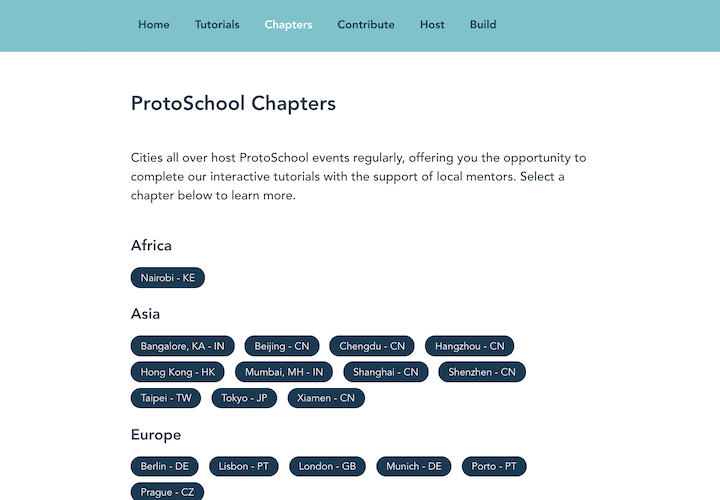 Home Tutorials Chapters Contribute Host Build
ProtoSchool Chapters
Cities all over host ProtoSchool events regularly, offering you the opportunity to
complete our interactive tutorials with the support of local mentors. Select a
chapter below to learn more.
Africa
Nairobi - KE
Asia
Bangalore, KA - IN Beijing - CN Chengdu - CN Hangzhou - CN
Hong Kong - HK Mumbai, MH - IN Shanghai - CN Shenzhen - CN
Taipei - TW Tokyo - JP Xiamen - CN
Europe
Berlin - DE Lisbon - PT London - GB Munich - DE Porto - PT
Prague - CZ